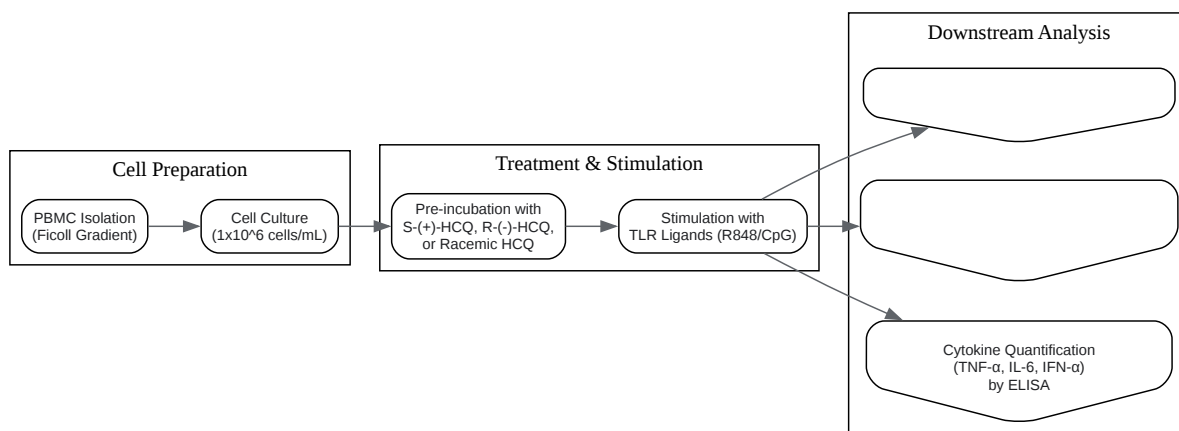 Downstream Analysis
Cell Preparation
PBMC Isolation
(Ficoll Gradient)
Cell Culture
(1x10^6 cells/mL)
Treatment & Stimulation
Pre-incubation with
S-(+)-HCQ, R-(-)-HCQ,
or Racemic HCQ
Stimulation with
TLR Ligands (R848/CpG)
Cytokine Quantification
(TNF-α, IL-6, IFN-α)
by ELISA